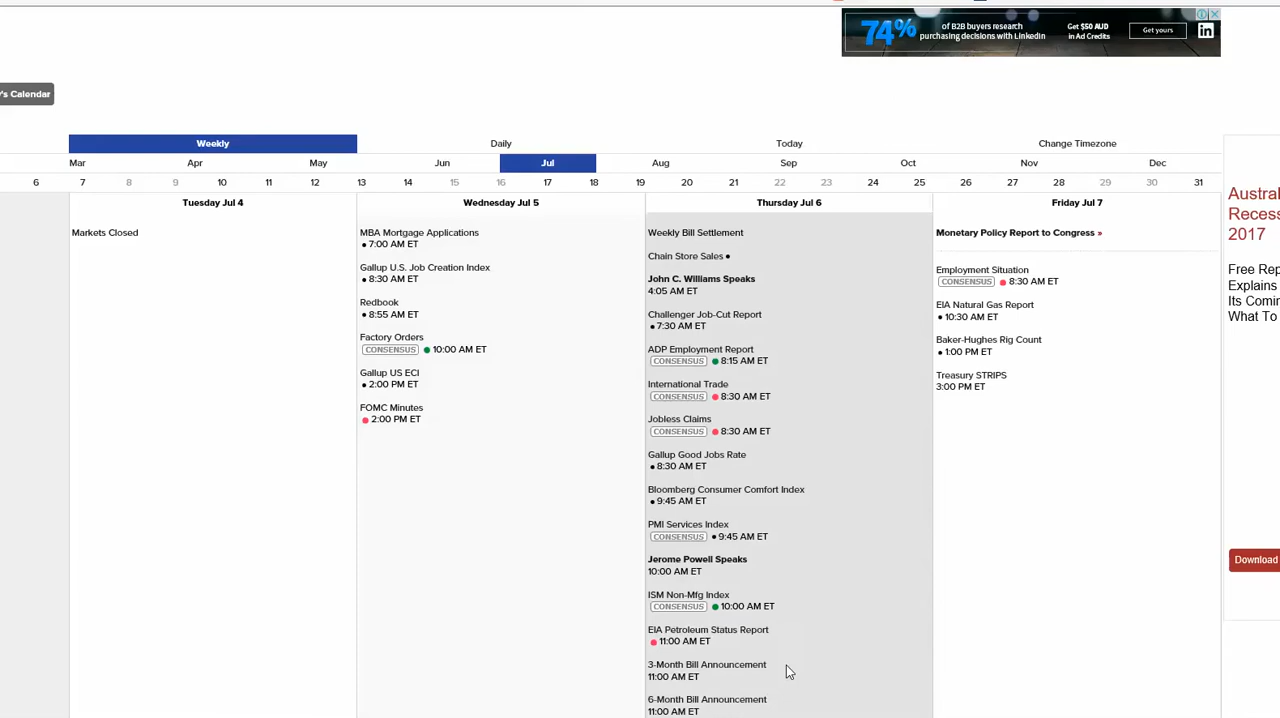 74%
of B2B buyers research
purchasing decisions with LinkedIn
Get $50 AUD
in Ad Credits
Get yours
in
's Calendar
Weekly
Daily
Today
Change Timezone
Mar
Apr
May
Jun
Jul
Aug
Sep
Oct
Nov
Dec
6 7 8 9 10 11 12 13 14 15 16 17 18 19 20 21 22 23 24 25 26 27 28 29 30 31
Tuesday Jul 4
Markets Closed
Wednesday Jul 5
MBA Mortgage Applications
7:00 AM ET
Gallup U.S. Job Creation Index
8:30 AM ET
Redbook
8:55 AM ET
Factory Orders
CONSENSUS 10:00 AM ET
Gallup US ECI
2:00 PM ET
FOMC Minutes
2:00 PM ET
Thursday Jul 6
Weekly Bill Settlement
Chain Store Sales
John C. Williams Speaks
4:05 AM ET
Challenger Job-Cut Report
7:30 AM ET
ADP Employment Report
CONSENSUS 8:15 AM ET
International Trade
CONSENSUS 8:30 AM ET
Jobless Claims
CONSENSUS 8:30 AM ET
Gallup Good Jobs Rate
8:30 AM ET
Bloomberg Consumer Comfort Index
9:45 AM ET
PMI Services Index
CONSENSUS 9:45 AM ET
Jerome Powell Speaks
10:00 AM ET
ISM Non-Mfg Index
CONSENSUS 10:00 AM ET
EIA Petroleum Status Report
11:00 AM ET
3-Month Bill Announcement
11:00 AM ET
6-Month Bill Announcement
11:00 AM ET
Friday Jul 7
Monetary Policy Report to Congress »
Employment Situation
CONSENSUS 8:30 AM ET
EIA Natural Gas Report
10:30 AM ET
Baker-Hughes Rig Count
1:00 PM ET
Treasury STRIPS
3:00 PM ET
Austral
Recess
2017
Free Rep
Explains
Its Comin
What To
Download